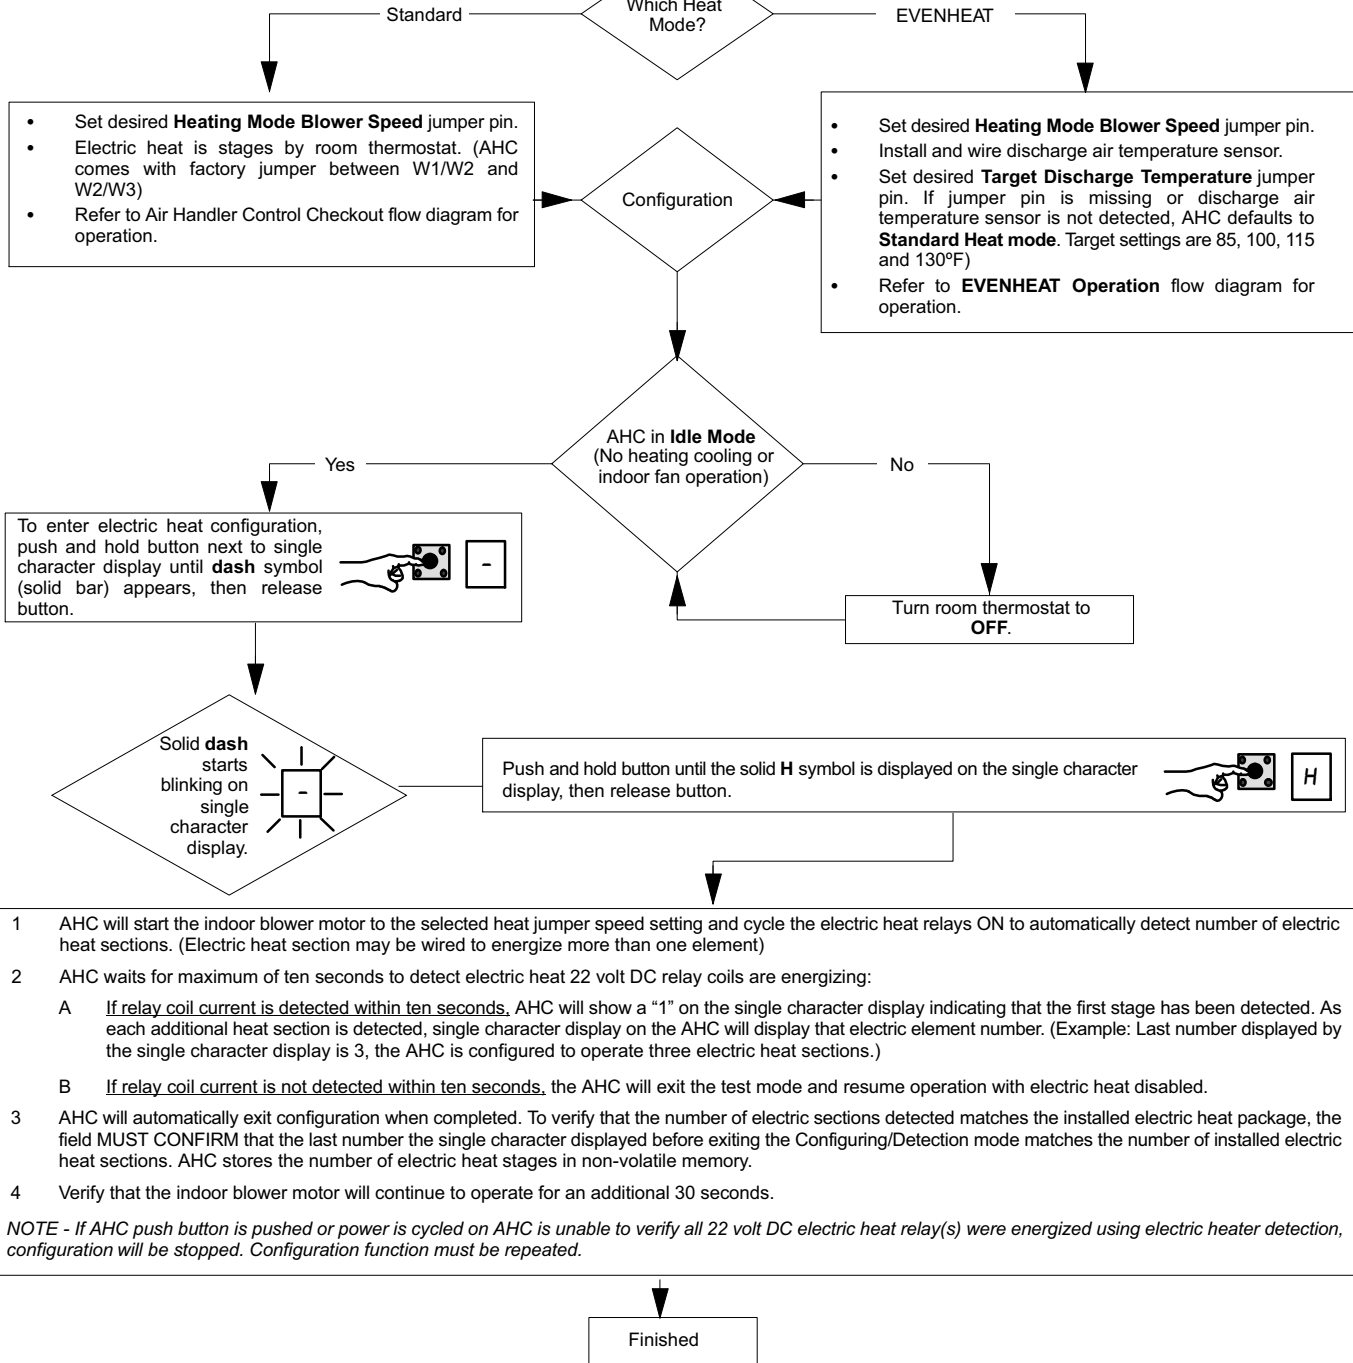 Which Heat
Mode?
Standard
EVENHEAT
• Set desired Heating Mode Blower Speed jumper pin.
• Electric heat is stages by room thermostat. (AHC
comes with factory jumper between W1/W2 and
W2/W3)
• Refer to Air Handler Control Checkout flow diagram for
operation.
Configuration
• Set desired Heating Mode Blower Speed jumper pin.
• Install and wire discharge air temperature sensor.
• Set desired Target Discharge Temperature jumper
pin. If jumper pin is missing or discharge air
temperature sensor is not detected, AHC defaults to
Standard Heat mode. Target settings are 85, 100, 115
and 130ºF)
• Refer to EVENHEAT Operation flow diagram for
operation.
AHC in Idle Mode
(No heating cooling or
indoor fan operation)
Yes
No
To enter electric heat configuration,
push and hold button next to single
character display until dash symbol
(solid bar) appears, then release
button.
-
Turn room thermostat to
OFF.
Solid dash
starts
blinking on
single
character
display.
-
Push and hold button until the solid H symbol is displayed on the single character
display, then release button.
H
1 AHC will start the indoor blower motor to the selected heat jumper speed setting and cycle the electric heat relays ON to automatically detect number of electric
heat sections. (Electric heat section may be wired to energize more than one element)
2 AHC waits for maximum of ten seconds to detect electric heat 22 volt DC relay coils are energizing:
A If relay coil current is detected within ten seconds, AHC will show a “1” on the single character display indicating that the first stage has been detected. As
each additional heat section is detected, single character display on the AHC will display that electric element number. (Example: Last number displayed by
the single character display is 3, the AHC is configured to operate three electric heat sections.)
B If relay coil current is not detected within ten seconds, the AHC will exit the test mode and resume operation with electric heat disabled.
3 AHC will automatically exit configuration when completed. To verify that the number of electric sections detected matches the installed electric heat package, the
field MUST CONFIRM that the last number the single character displayed before exiting the Configuring/Detection mode matches the number of installed electric
heat sections. AHC stores the number of electric heat stages in non-volatile memory.
4 Verify that the indoor blower motor will continue to operate for an additional 30 seconds.
NOTE - If AHC push button is pushed or power is cycled on AHC is unable to verify all 22 volt DC electric heat relay(s) were energized using electric heater detection,
configuration will be stopped. Configuration function must be repeated.
Finished